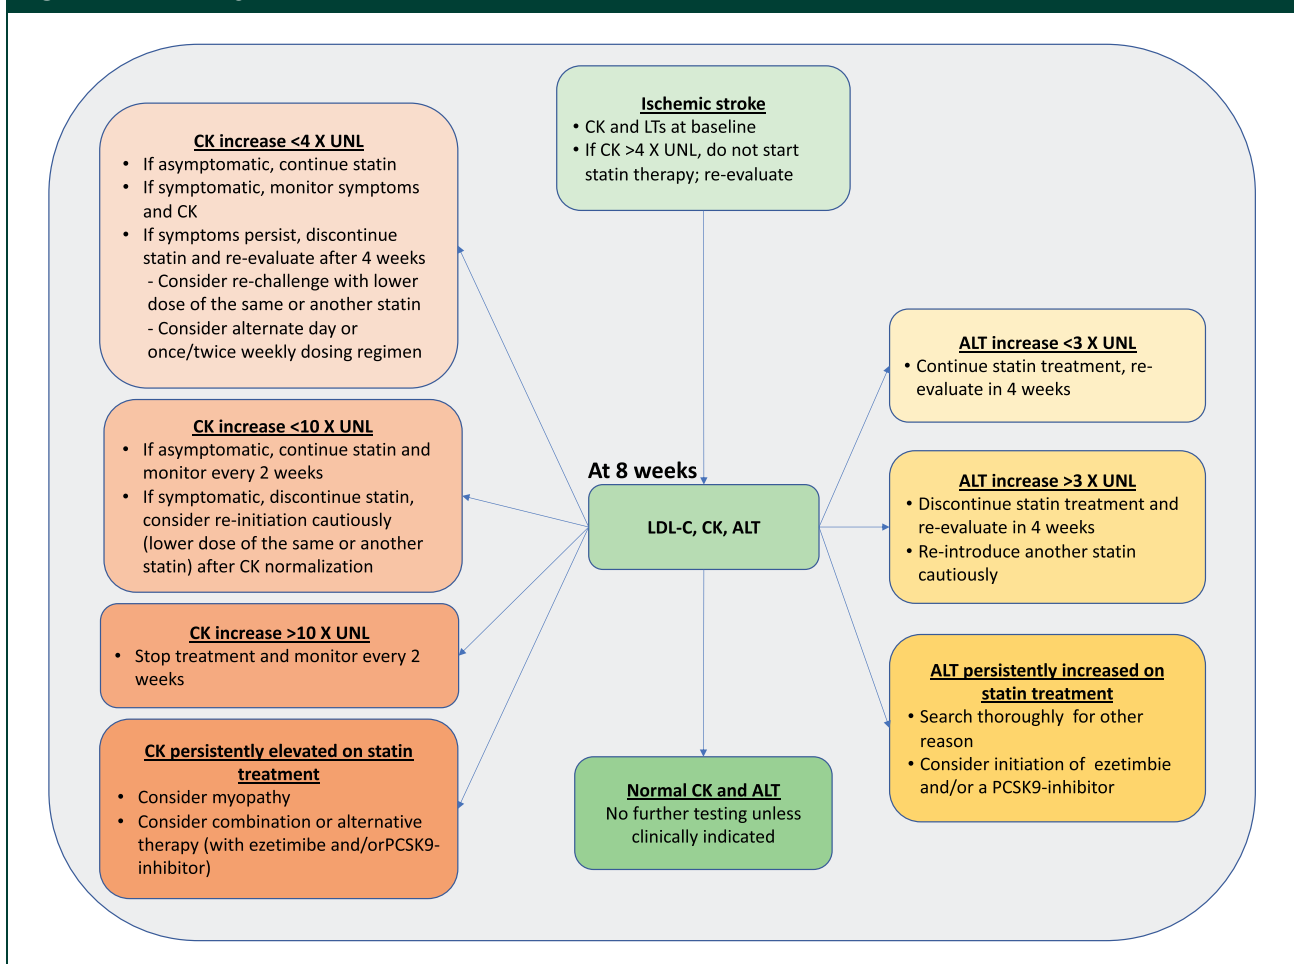 Ischemic stroke
• CK and LTs at baseline
• If CK >4 X UNL, do not start
statin therapy; re-evaluate
CK increase <4 X UNL
• If asymptomatic, continue statin
• If symptomatic, monitor symptoms
and CK
• If symptoms persist, discontinue
statin and re-evaluate after 4 weeks
- Consider re-challenge with lower
dose of the same or another statin
- Consider alternate day or
once/twice weekly dosing regimen
CK increase <10 X UNL
• If asymptomatic, continue statin and
monitor every 2 weeks
• If symptomatic, discontinue statin,
consider re-initiation cautiously
(lower dose of the same or another
statin) after CK normalization
CK increase >10 X UNL
• Stop treatment and monitor every 2
weeks
CK persistently elevated on statin
treatment
• Consider myopathy
• Consider combination or alternative
therapy (with ezetimibe and/orPCSK9-
inhibitor)
At 8 weeks
LDL-C, CK, ALT
Normal CK and ALT
No further testing unless
clinically indicated
ALT increase <3 X UNL
• Continue statin treatment, re-
evaluate in 4 weeks
ALT increase >3 X UNL
• Discontinue statin treatment and
re-evaluate in 4 weeks
• Re-introduce another statin
cautiously
ALT persistently increased on
statin treatment
• Search thoroughly for other
reason
• Consider initiation of ezetimbie
and/or a PCSK9-inhibitor